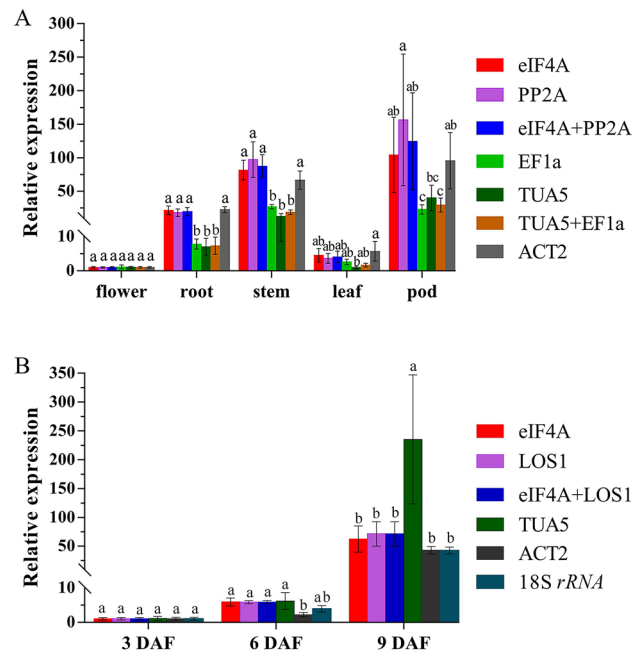 A
Relative expression
300
250
200
150
100
50
10
0
a a a a a a a
a a a b b b a
a a a b b b a
ab ab ab ab b ab a
ab a ab c bc c ab
flower root stem leaf pod
eIF4A
PP2A
eIF4A+PP2A
EF1a
TUA5
TUA5+EF1a
ACT2
B
Relative expression
350
300
250
200
150
100
50
10
0
a a a a a a
a a a a b ab
b b b a b b
3 DAF 6 DAF 9 DAF
eIF4A
LOS1
eIF4A+LOS1
TUA5
ACT2
18S rRNA